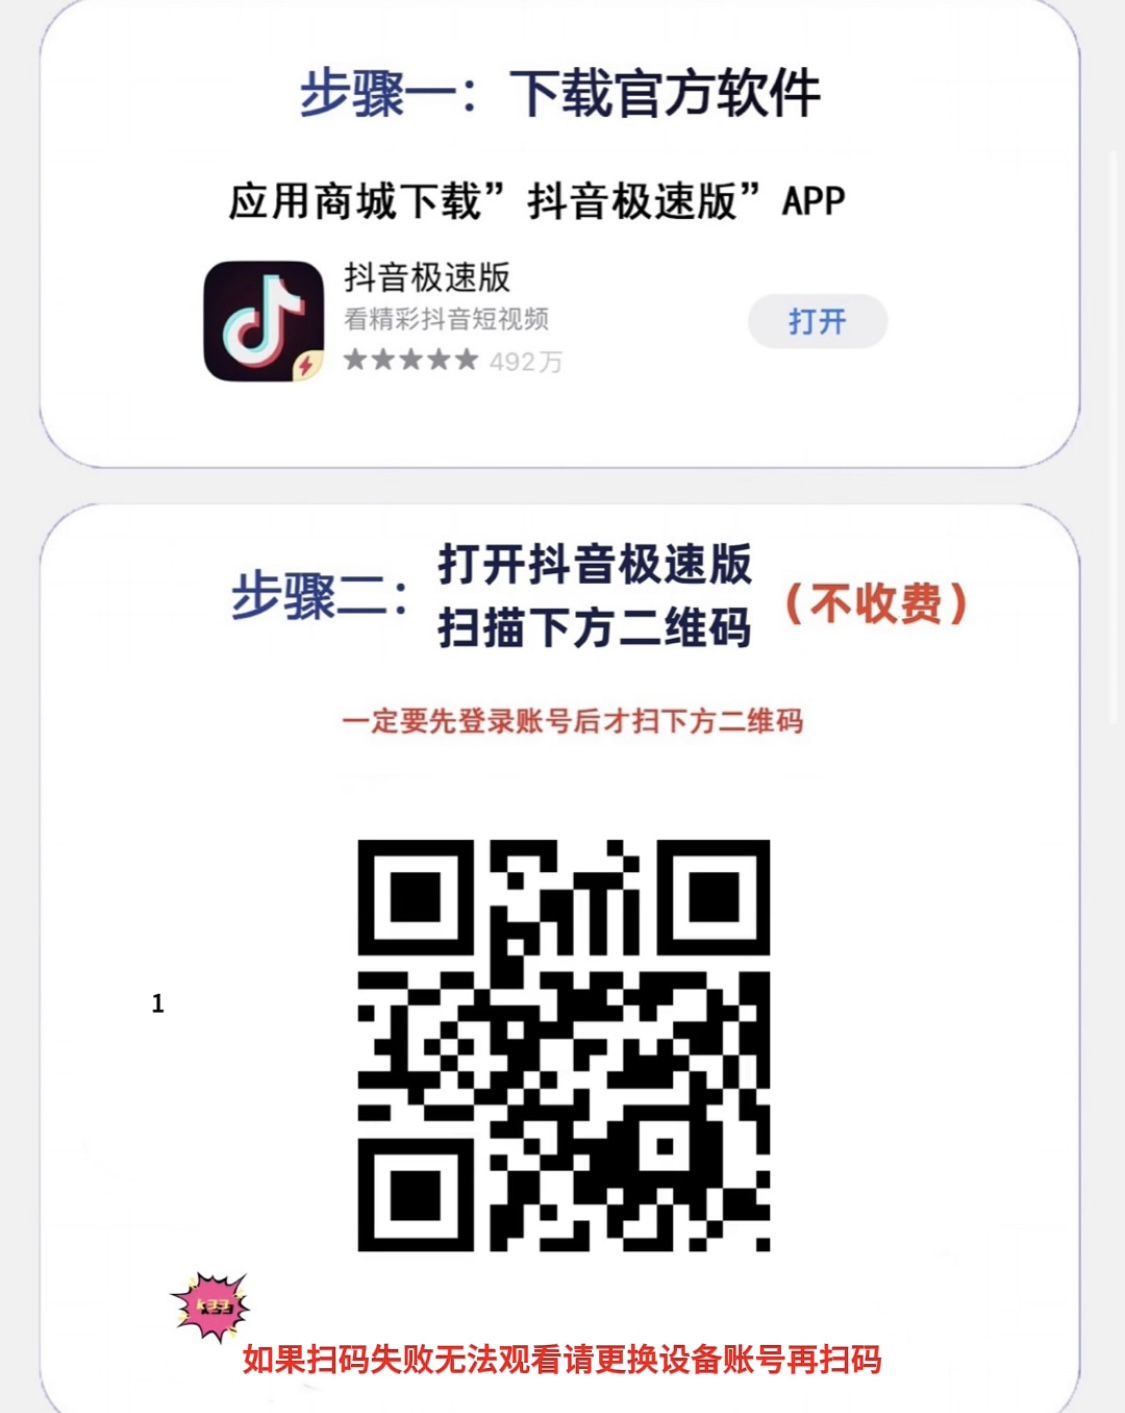 步骤一：下载官方软件
应用商城下载”抖音极速版”APP
抖音极速版
看精彩抖音短视频
492万
打开
步骤二：
打开抖音极速版
扫描下方二维码
（不收费）
一定要先登录账号后才扫下方二维码
1
k33
如果扫码失败无法观看请更换设备账号再扫码